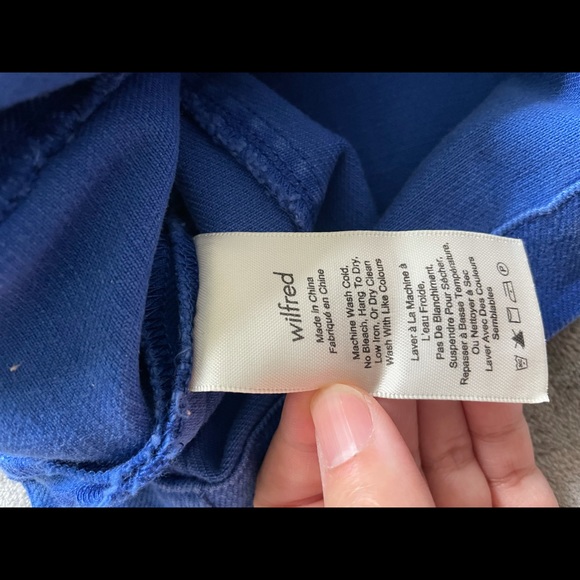 wilfred
Made in China
Fabriqué en Chine
Machine Wash Cold,
No Bleach, Hang To Dry,
Low Iron, Or Dry Clean
Wash With Like Colours
Laver à La Machine à
L'eau Froide,
Pas De Blanchiment,
Suspendre Pour Sécher,
Repasser à Basse Température,
Ou Nettoyer à Sec
Laver Avec Des Couleurs
Semblables
P